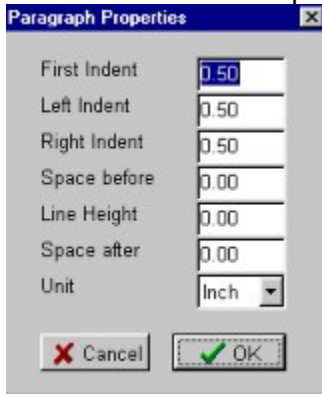 Paragraph Properties
First Indent 0.50
Left Indent 0.50
Right Indent 0.50
Space before 0.00
Line Height 0.00
Space after 0.00
Unit Inch
Cancel OK